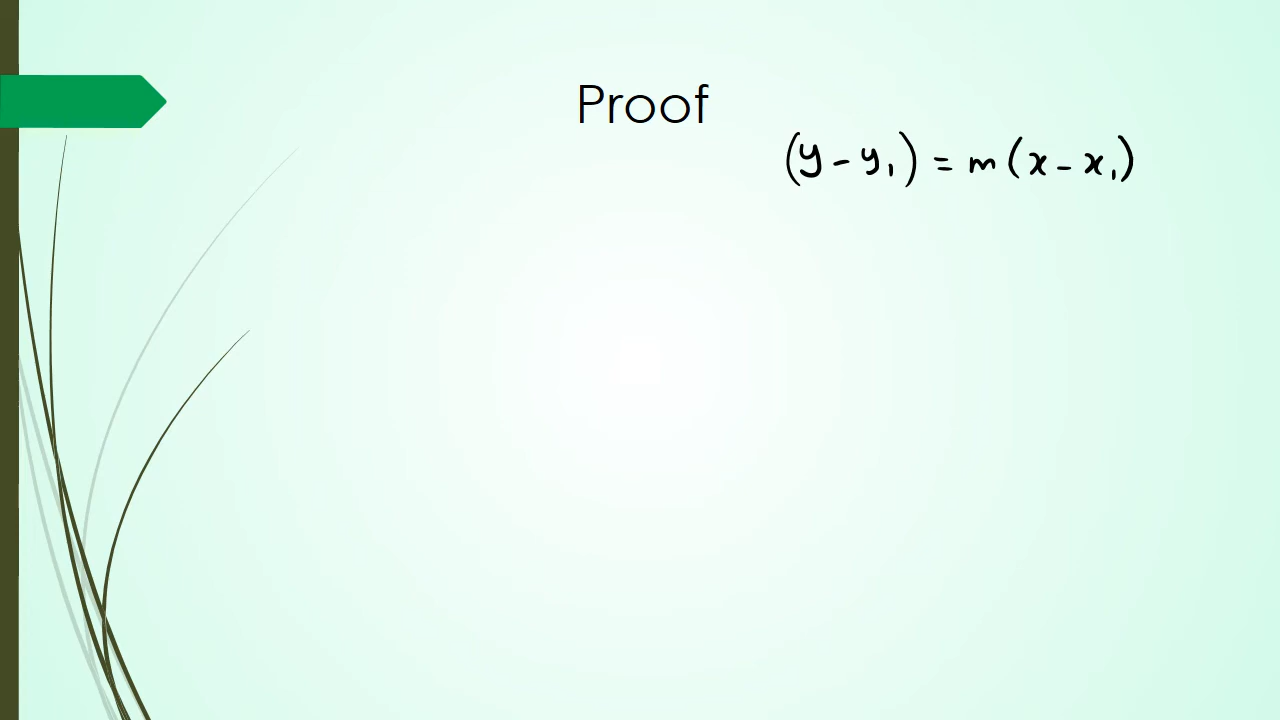 Proof
(y - y₁) = m (x - x₁)